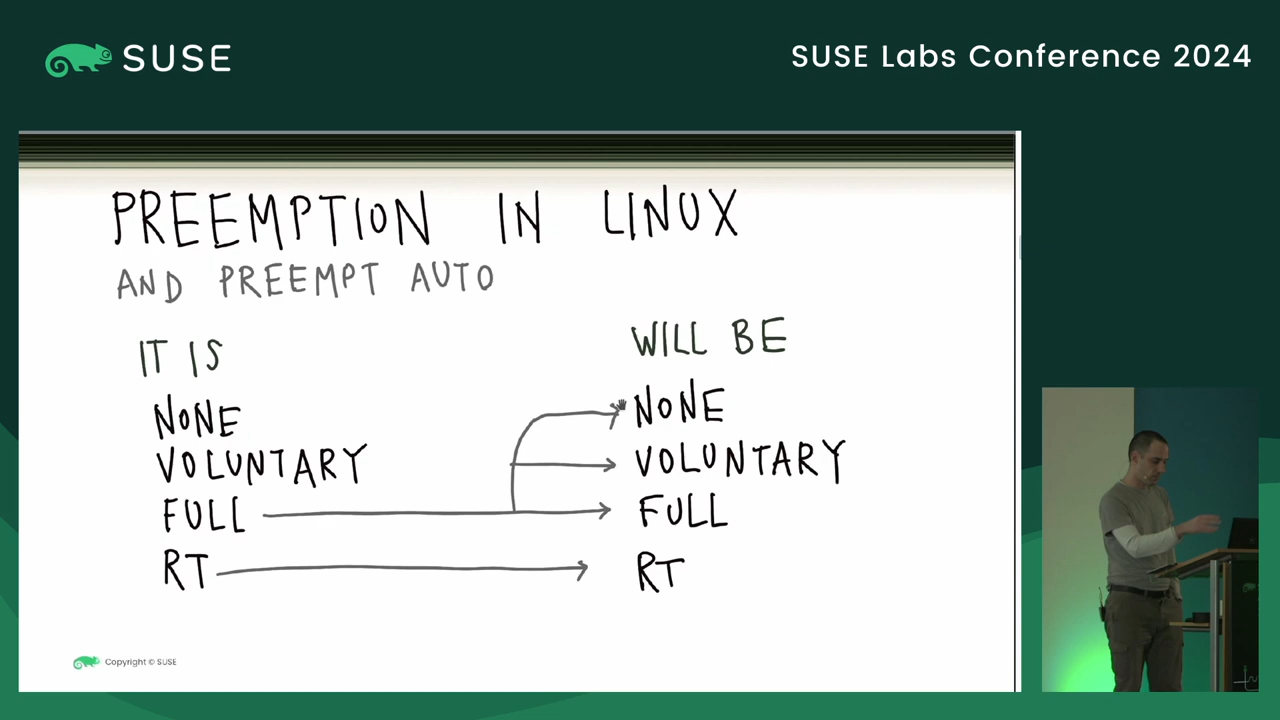 SUSE
SUSE Labs Conference 2024
PREEMPTION IN LINUX
AND PREEMPT AUTO
IT IS
NONE
VOLUNTARY
FULL
RT
WILL BE
NONE
VOLUNTARY
FULL
RT
Copyright © SUSE